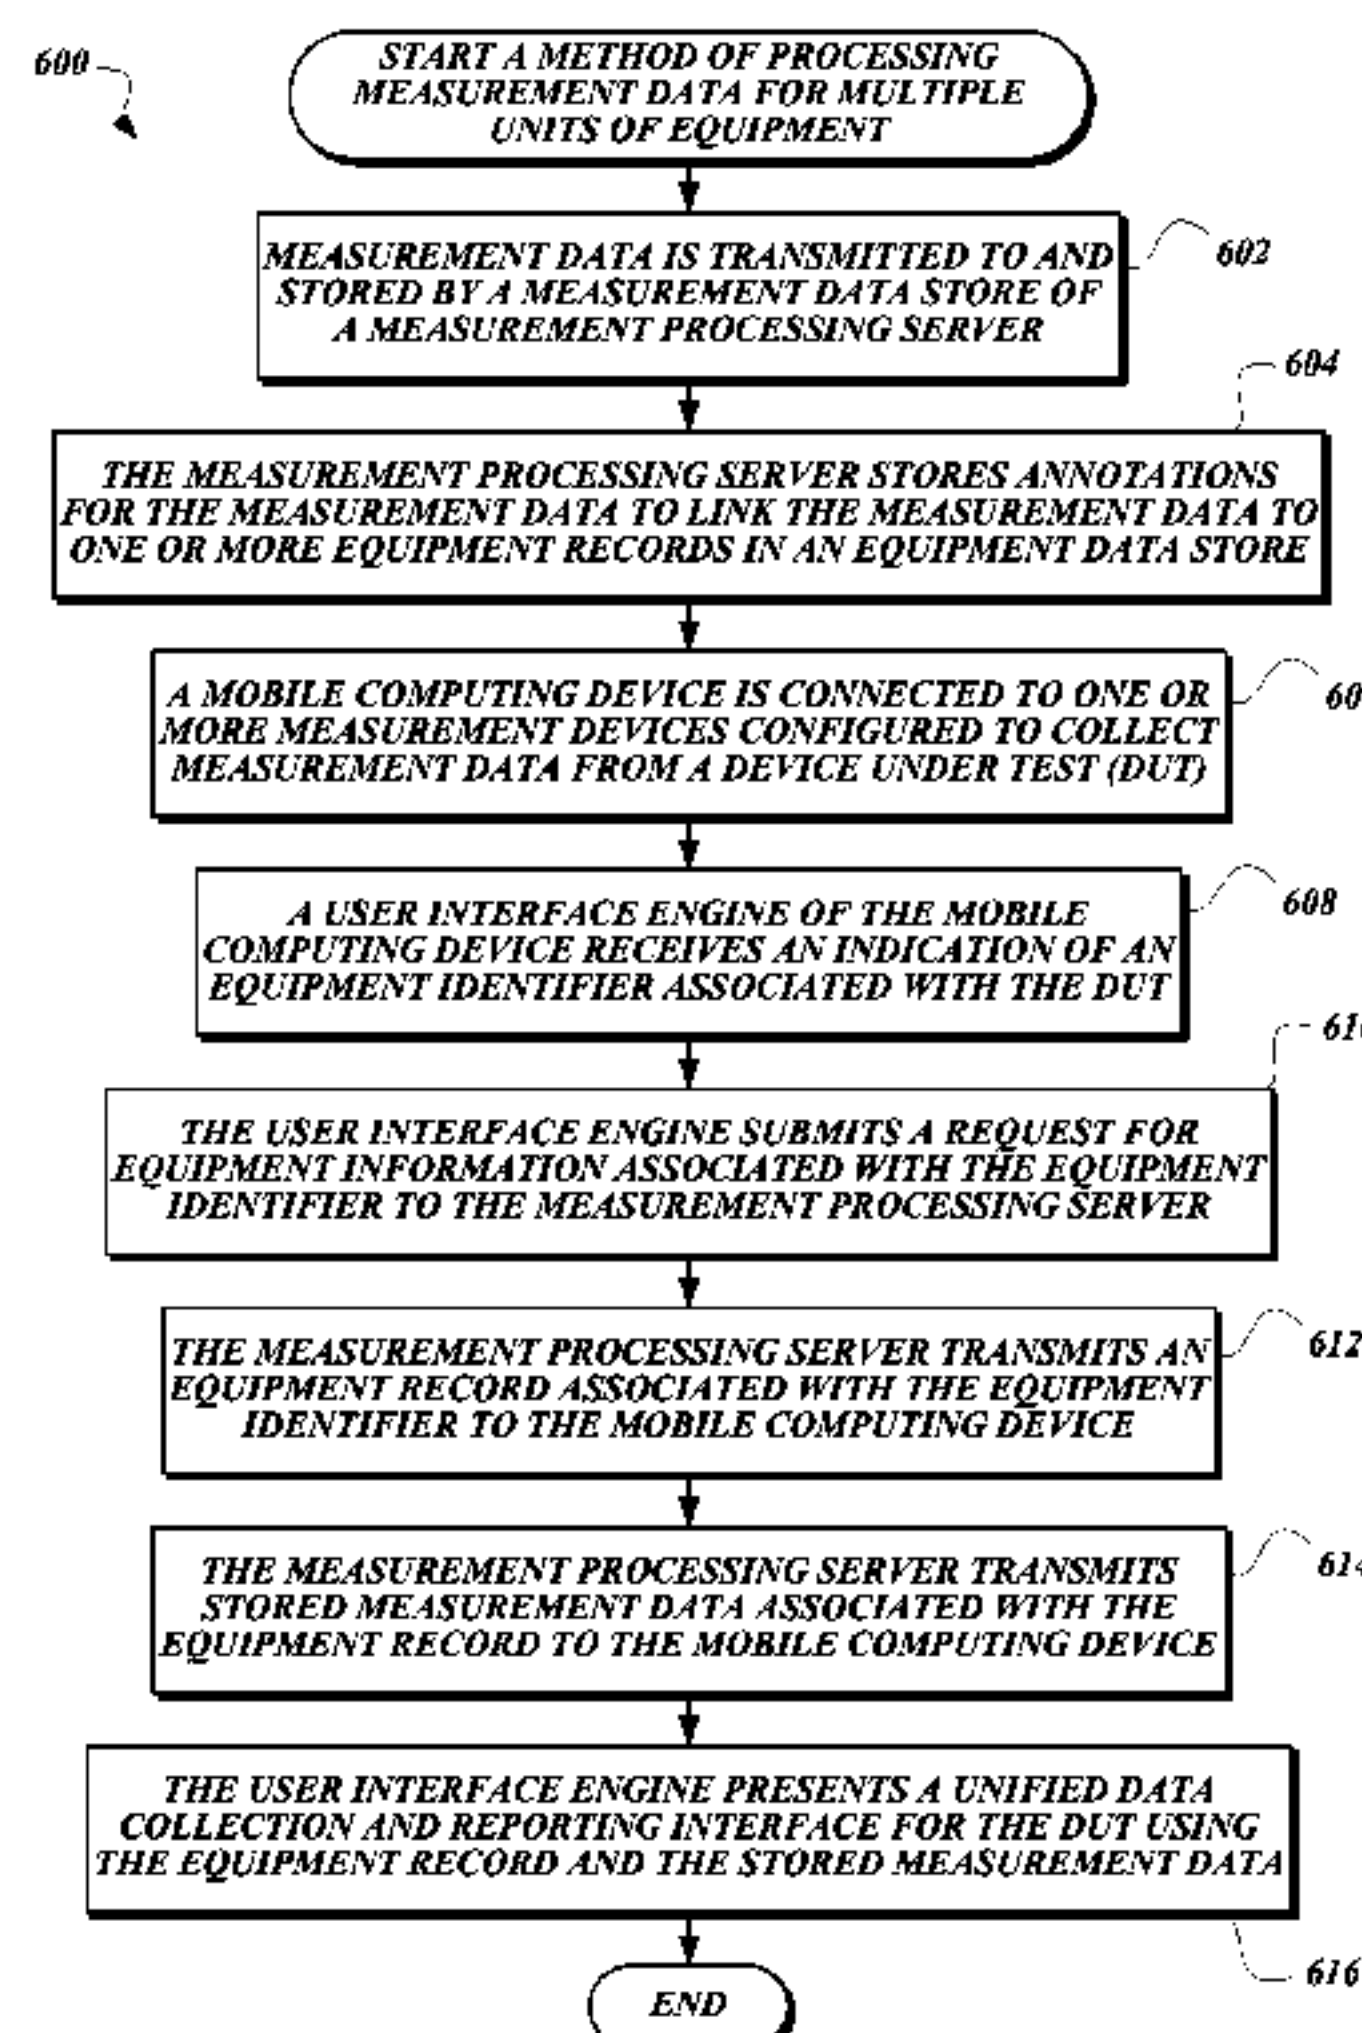 600
START A METHOD OF PROCESSING
MEASUREMENT DATA FOR MULTIPLE
UNITS OF EQUIPMENT
MEASUREMENT DATA IS TRANSMITTED TO AND
STORED BY A MEASUREMENT DATA STORE OF
A MEASUREMENT PROCESSING SERVER
602
604
THE MEASUREMENT PROCESSING SERVER STORES ANNOTATIONS
FOR THE MEASUREMENT DATA TO LINK THE MEASUREMENT DATA TO
ONE OR MORE EQUIPMENT RECORDS IN AN EQUIPMENT DATA STORE
A MOBILE COMPUTING DEVICE IS CONNECTED TO ONE OR
MORE MEASUREMENT DEVICES CONFIGURED TO COLLECT
MEASUREMENT DATA FROM A DEVICE UNDER TEST (DUT)
60
A USER INTERFACE ENGINE OF THE MOBILE
COMPUTING DEVICE RECEIVES AN INDICATION OF AN
EQUIPMENT IDENTIFIER ASSOCIATED WITH THE DUT
608
610
THE USER INTERFACE ENGINE SUBMITS A REQUEST FOR
EQUIPMENT INFORMATION ASSOCIATED WITH THE EQUIPMENT
IDENTIFIER TO THE MEASUREMENT PROCESSING SERVER
THE MEASUREMENT PROCESSING SERVER TRANSMITS AN
EQUIPMENT RECORD ASSOCIATED WITH THE EQUIPMENT
IDENTIFIER TO THE MOBILE COMPUTING DEVICE
612
THE MEASUREMENT PROCESSING SERVER TRANSMITS
STORED MEASUREMENT DATA ASSOCIATED WITH THE
EQUIPMENT RECORD TO THE MOBILE COMPUTING DEVICE
614
THE USER INTERFACE ENGINE PRESENTS A UNIFIED DATA
COLLECTION AND REPORTING INTERFACE FOR THE DUT USING
THE EQUIPMENT RECORD AND THE STORED MEASUREMENT DATA
616
END